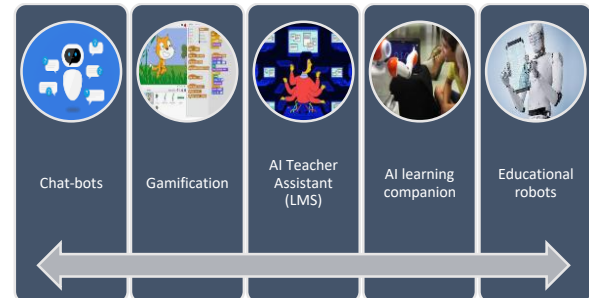 Chat-bots
Gamification
AI Teacher
Assistant
(LMS)
AI learning
companion
Educational
robots